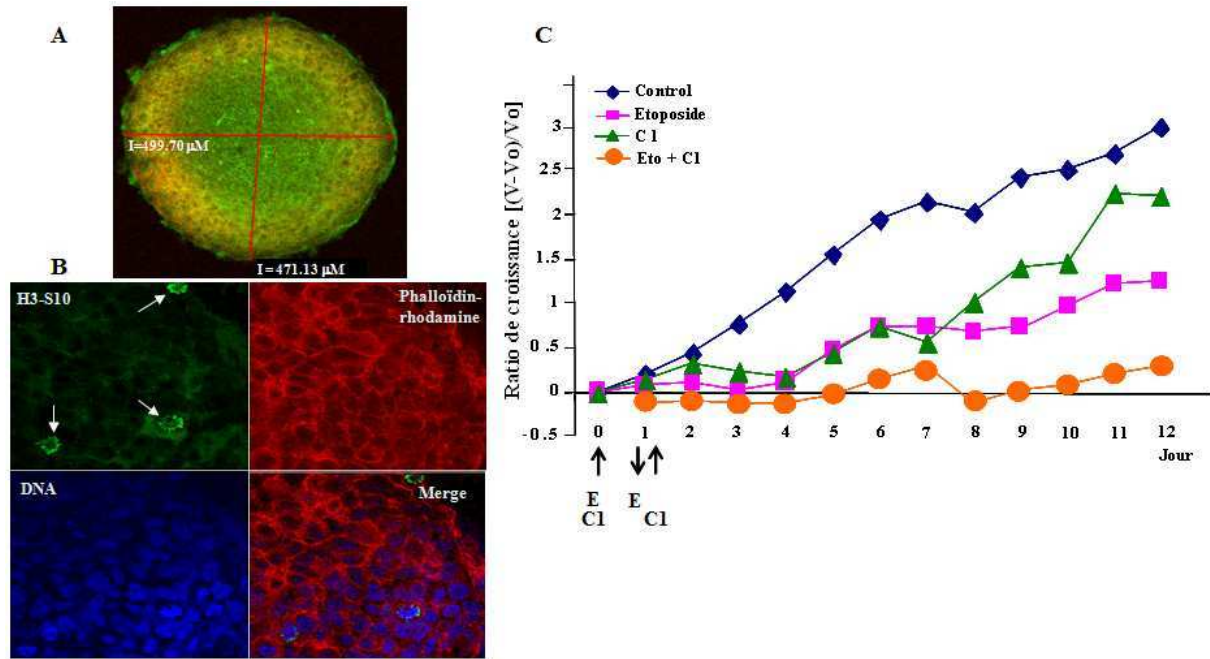 A
I=499.70 µM
I = 471.13 µM
B
H3-S10
Phalloïdin-
rhodamine
DNA
Merge
C
Control
Etoposide
C1
Eto + C1
Ratio de croissance [(V-Vo)/Vo]
3
2.5
2
1.5
1
0.5
0
-0.5
0 1 2 3 4 5 6 7 8 9 10 11 12
Jour
E E
C1 C1